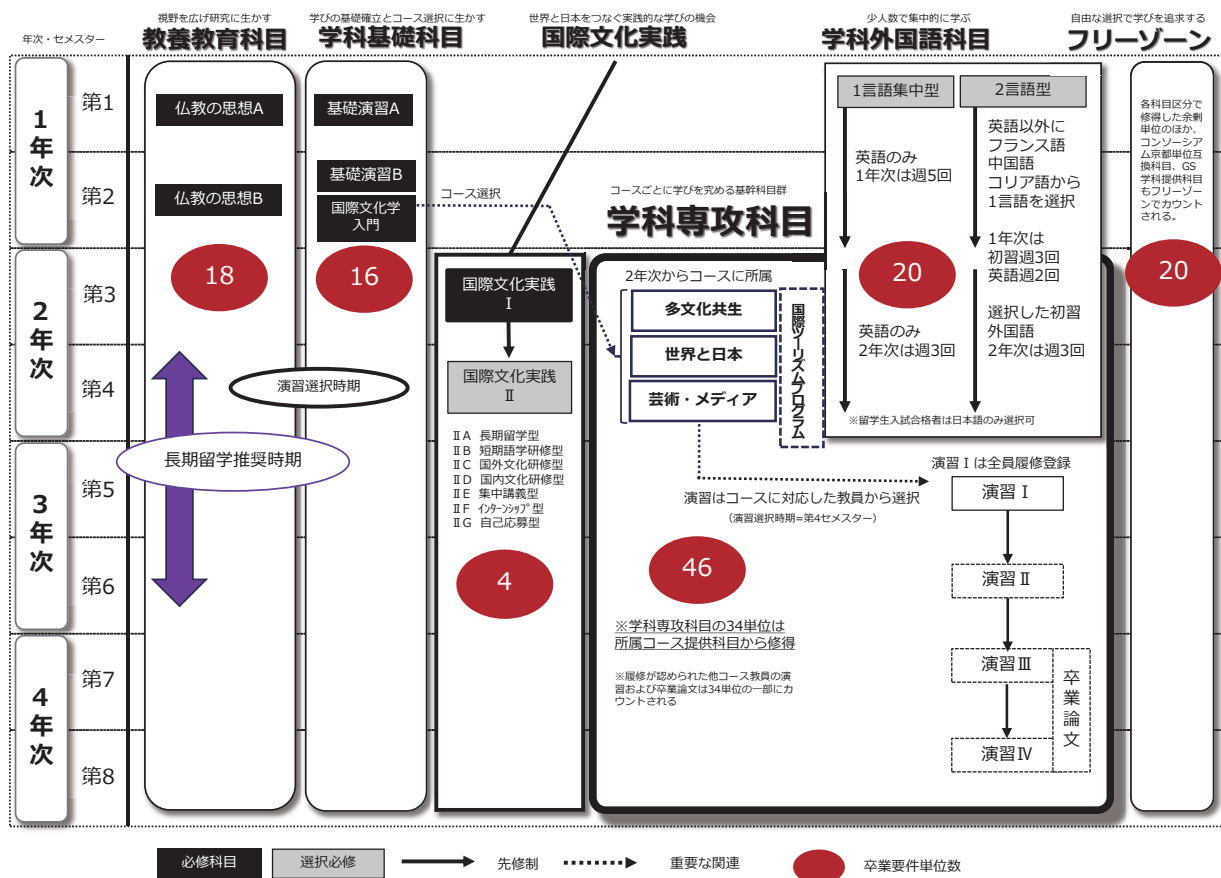 視野を広げ研究に生かす
教養教育科目
学びの基礎確立とコース選択に生かす
学科基礎科目
世界と日本をつなぐ実践的な学びの機会
国際文化実践
少人数で集中的に学ぶ
学科外国語科目
自由な選択で学びを追求する
フリーゾーン
年次・セメスター
1年次
第1
第2
2年次
第3
第4
3年次
第5
第6
4年次
第7
第8
仏教の思想A
仏教の思想B
18
長期留学推奨時期
基礎演習A
基礎演習B
国際文化学
入門
16
演習選択時期
コース選択
国際文化実践
Ⅰ
国際文化実践
Ⅱ
ⅡA 長期留学型
ⅡB 短期語学研修型
ⅡC 国外文化研修型
ⅡD 国内文化研修型
ⅡE 集中講義型
ⅡF インターンシップ型
ⅡG 自己応募型
4
コースごとに学びを究める基幹科目群
学科専攻科目
2年次からコースに所属
多文化共生
世界と日本
芸術・メディア
国際ツーリズムプログラム
演習はコースに対応した教員から選択
(演習選択時期=第4セメスター)
46
※学科専攻科目の34単位は
所属コース提供科目から修得
※履修が認められた他コース教員の演
習および卒業論文は34単位の一部にカ
ウントされる
演習Ⅰは全員履修登録
演習Ⅰ
演習Ⅱ
演習Ⅲ
演習Ⅳ
卒業論文
1言語集中型
英語のみ
1年次は週5回
20
英語のみ
2年次は週3回
2言語型
英語以外に
フランス語
中国語
コリア語から
1言語を選択
1年次は
初習週3回
英語週2回
選択した初習
外国語
2年次は週3回
※留学生入試合格者は日本語のみ選択可
各科目区分で
修得した余剰
単位のほか、
コンソーシア
ム京都単位互
換科目、GS
学科提供科目
もフリーゾー
ンでカウント
される。
20
必修科目
選択必修
先修制
重要な関連
卒業要件単位数